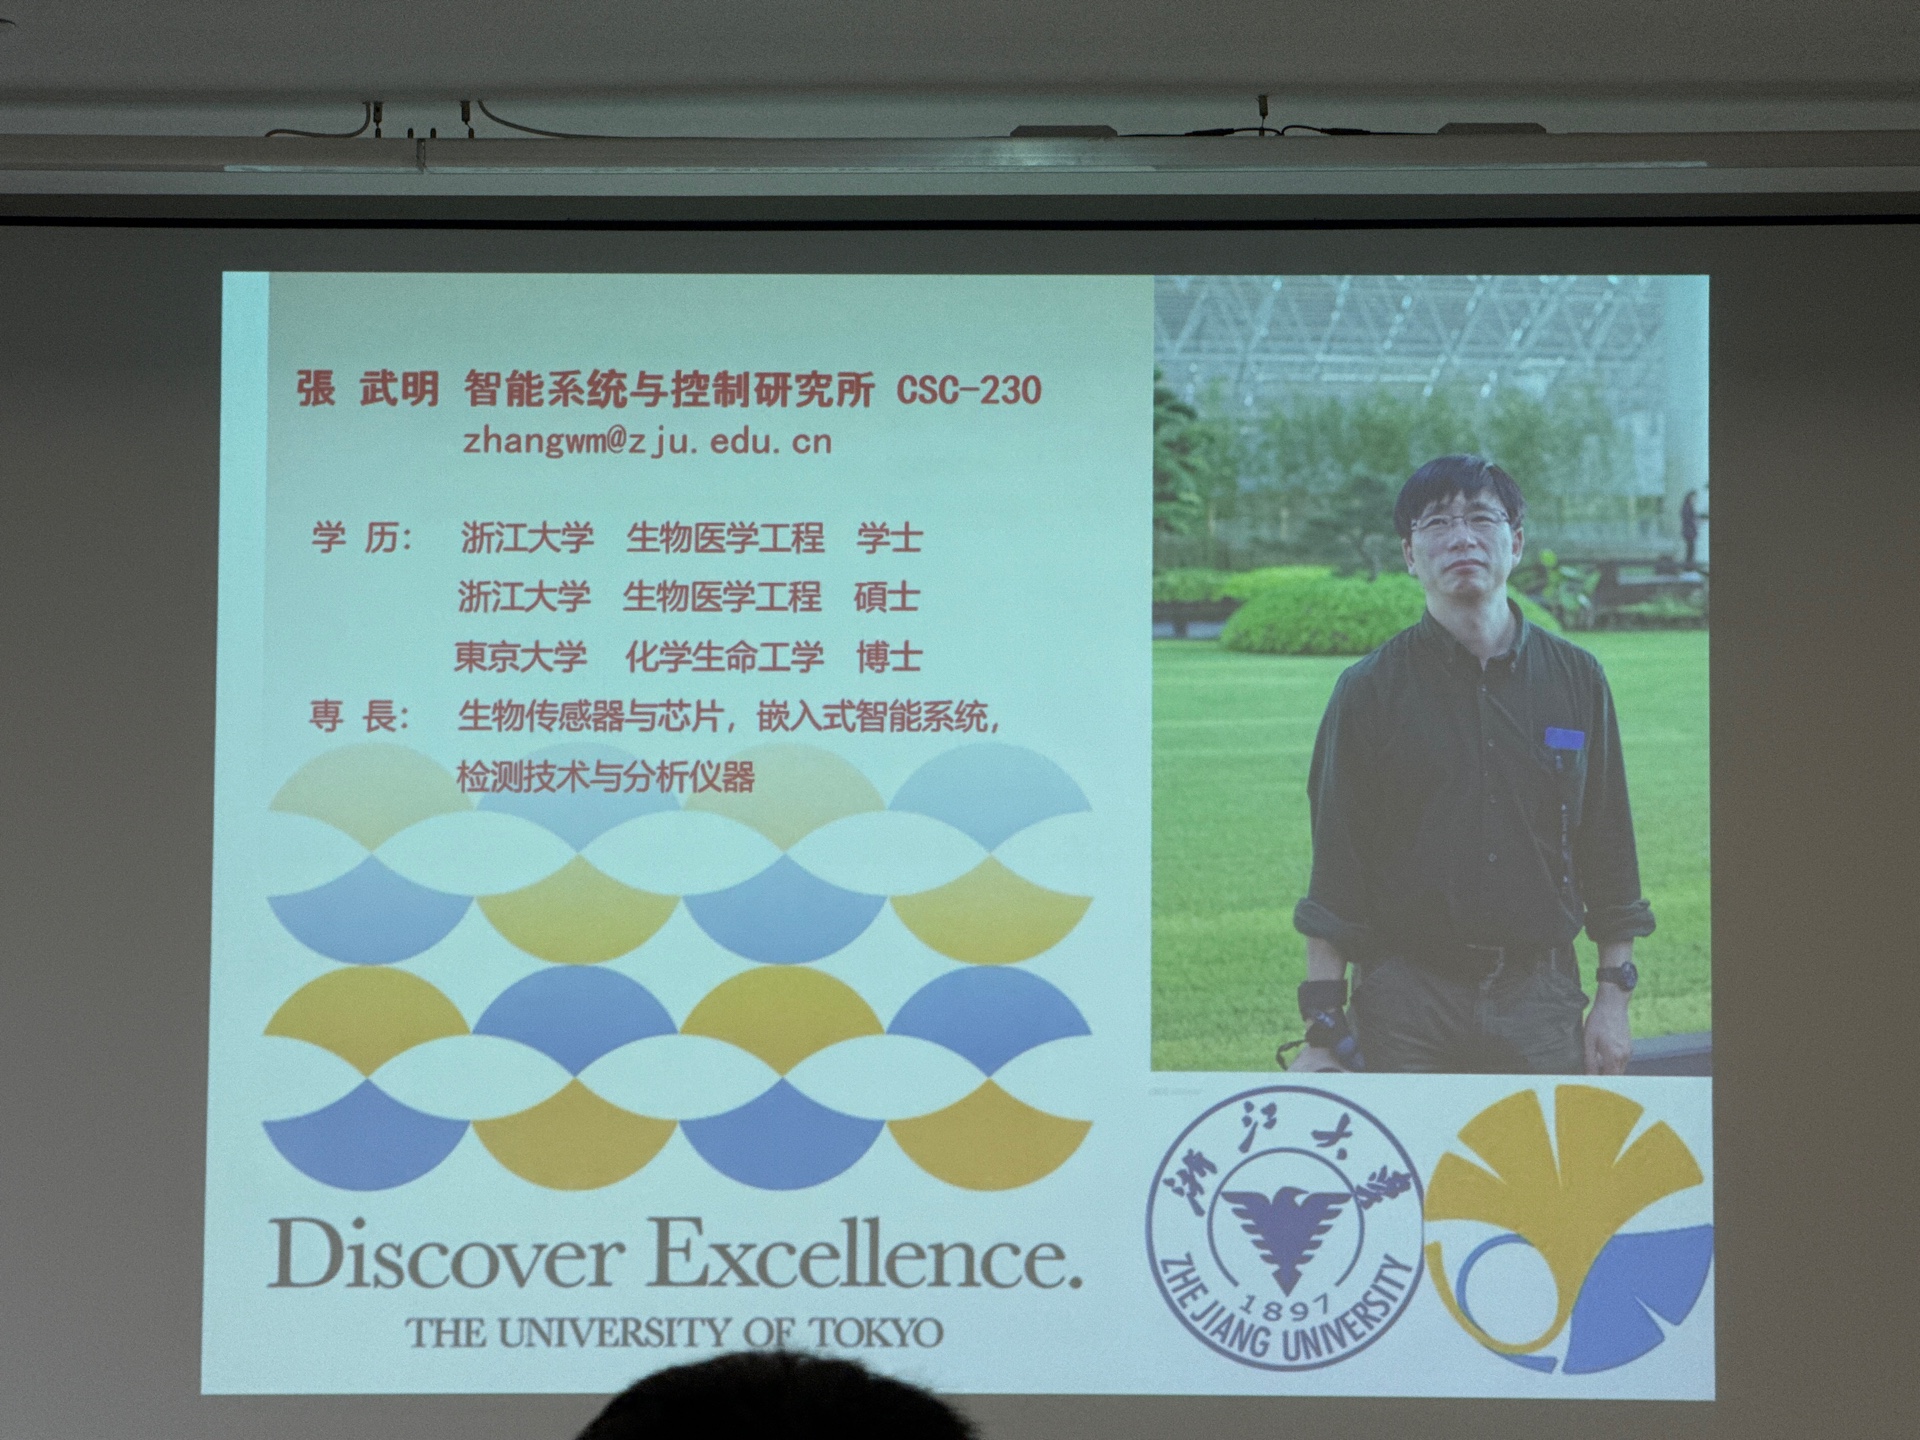 張 武明 智能系统与控制研究所 CSC-230
zhangwm@zju.edu.cn
学 历： 浙江大学 生物医学工程 学士
浙江大学 生物医学工程 碩士
東京大学 化学生命工学 博士
専 長： 生物传感器与芯片，嵌入式智能系统，
检测技术与分析仪器
Discover Excellence.
THE UNIVERSITY OF TOKYO
浙江大學
1897
ZHEJIANG UNIVERSITY